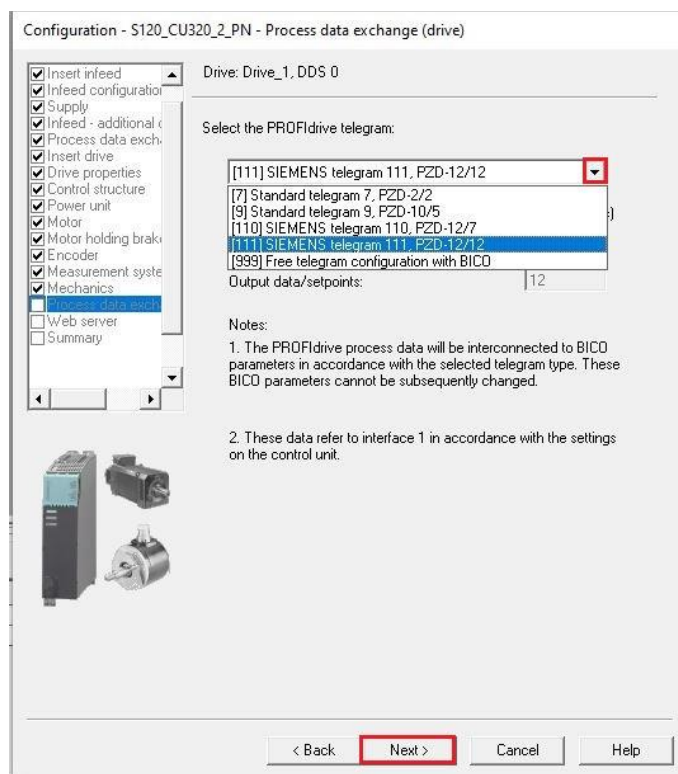 Configuration - S120_CU320_2_PN - Process data exchange (drive)
Insert infeed
Infeed configuration
Supply
Infeed - additional
Process data exch
Insert drive
Drive properties
Control structure
Power unit
Motor
Motor holding brake
Encoder
Measurement syste
Mechanics
Process data exch
Web server
Summary
Drive: Drive_1, DDS 0
Select the PROFIdrive telegram:
[111] SIEMENS telegram 111, PZD-12/12
[7] Standard telegram 7, PZD-2/2
[9] Standard telegram 9, PZD-10/5
[110] SIEMENS telegram 110, PZD-12/7
[111] SIEMENS telegram 111, PZD-12/12
[999] Free telegram configuration with BICO
Output data/setpoints:
12
Notes:
1. The PROFIdrive process data will be interconnected to BICO
parameters in accordance with the selected telegram type. These
BICO parameters cannot be subsequently changed.
2. These data refer to interface 1 in accordance with the settings
on the control unit.
< Back
Next >
Cancel
Help